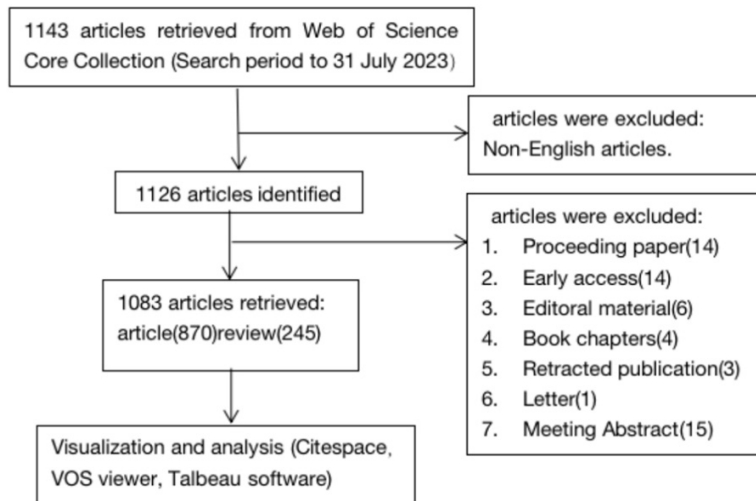 1143 articles retrieved from Web of Science
Core Collection (Search period to 31 July 2023)
articles were excluded:
Non-English articles.
1126 articles identified
articles were excluded:
1. Proceeding paper(14)
2. Early access(14)
3. Editoral material(6)
4. Book chapters(4)
5. Retracted publication(3)
6. Letter(1)
7. Meeting Abstract(15)
1083 articles retrieved:
article(870)review(245)
Visualization and analysis (Citespace,
VOS viewer, Talbeau software)